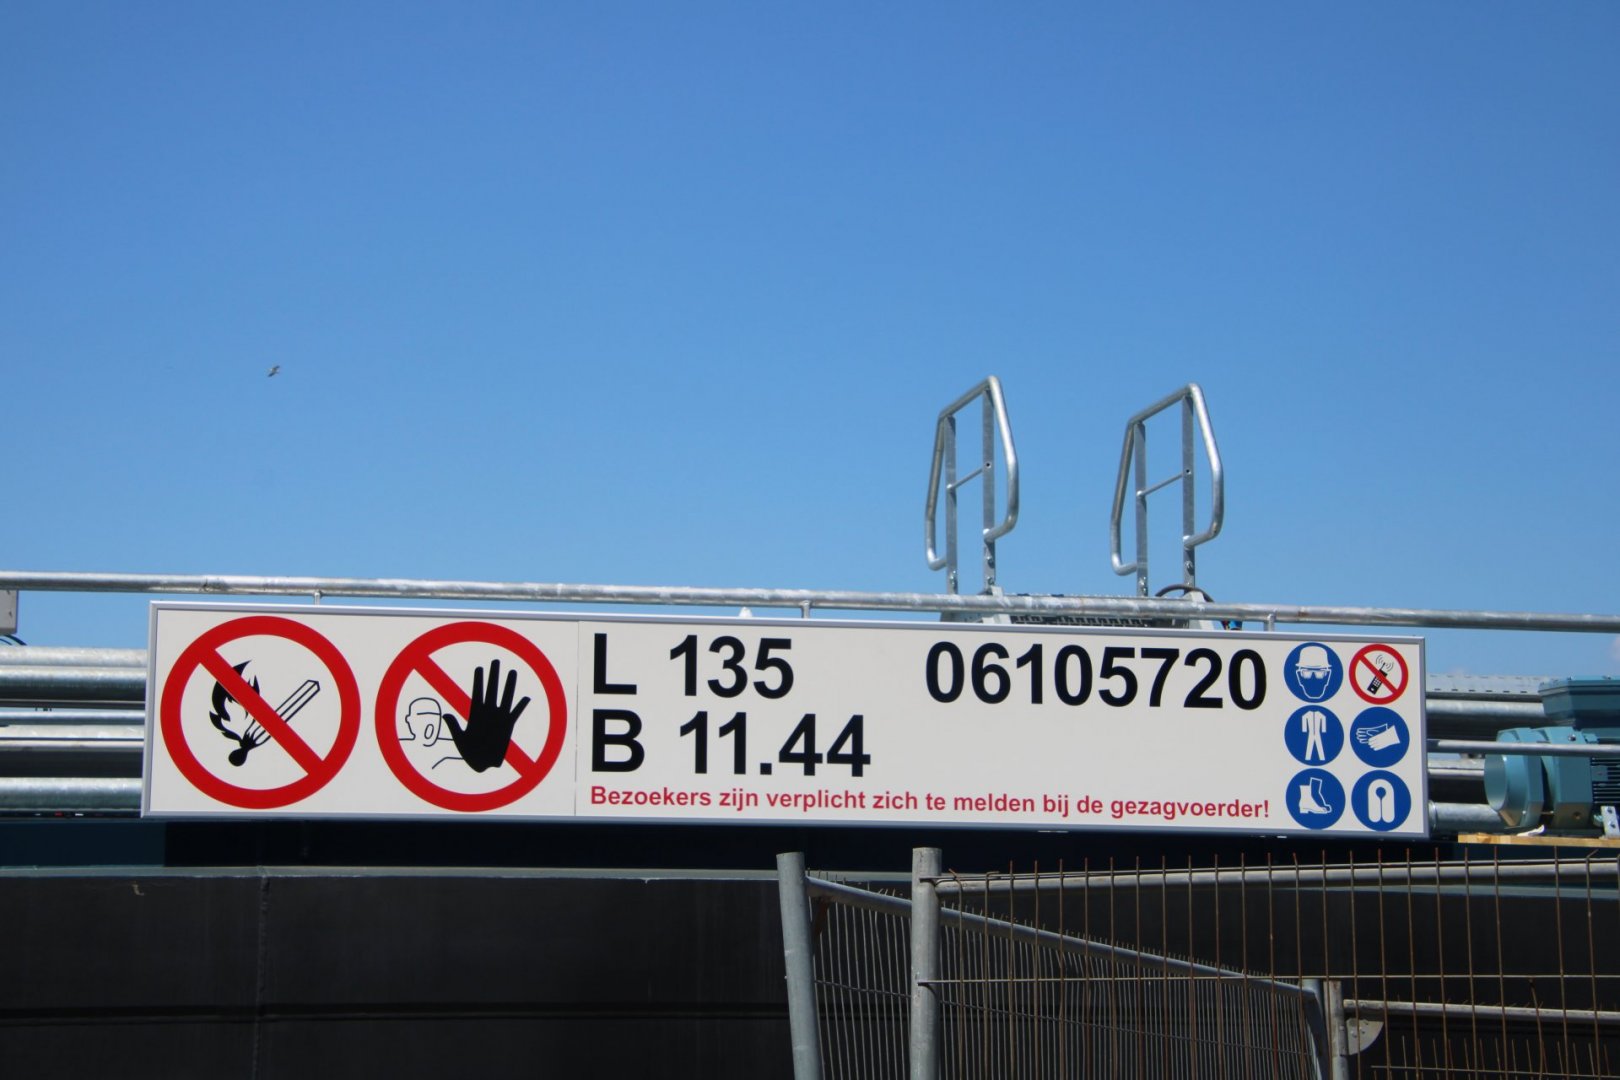 L 135 06105720
B 11.44
Bezoekers zijn verplicht zich te melden bij de gezagvoerder!